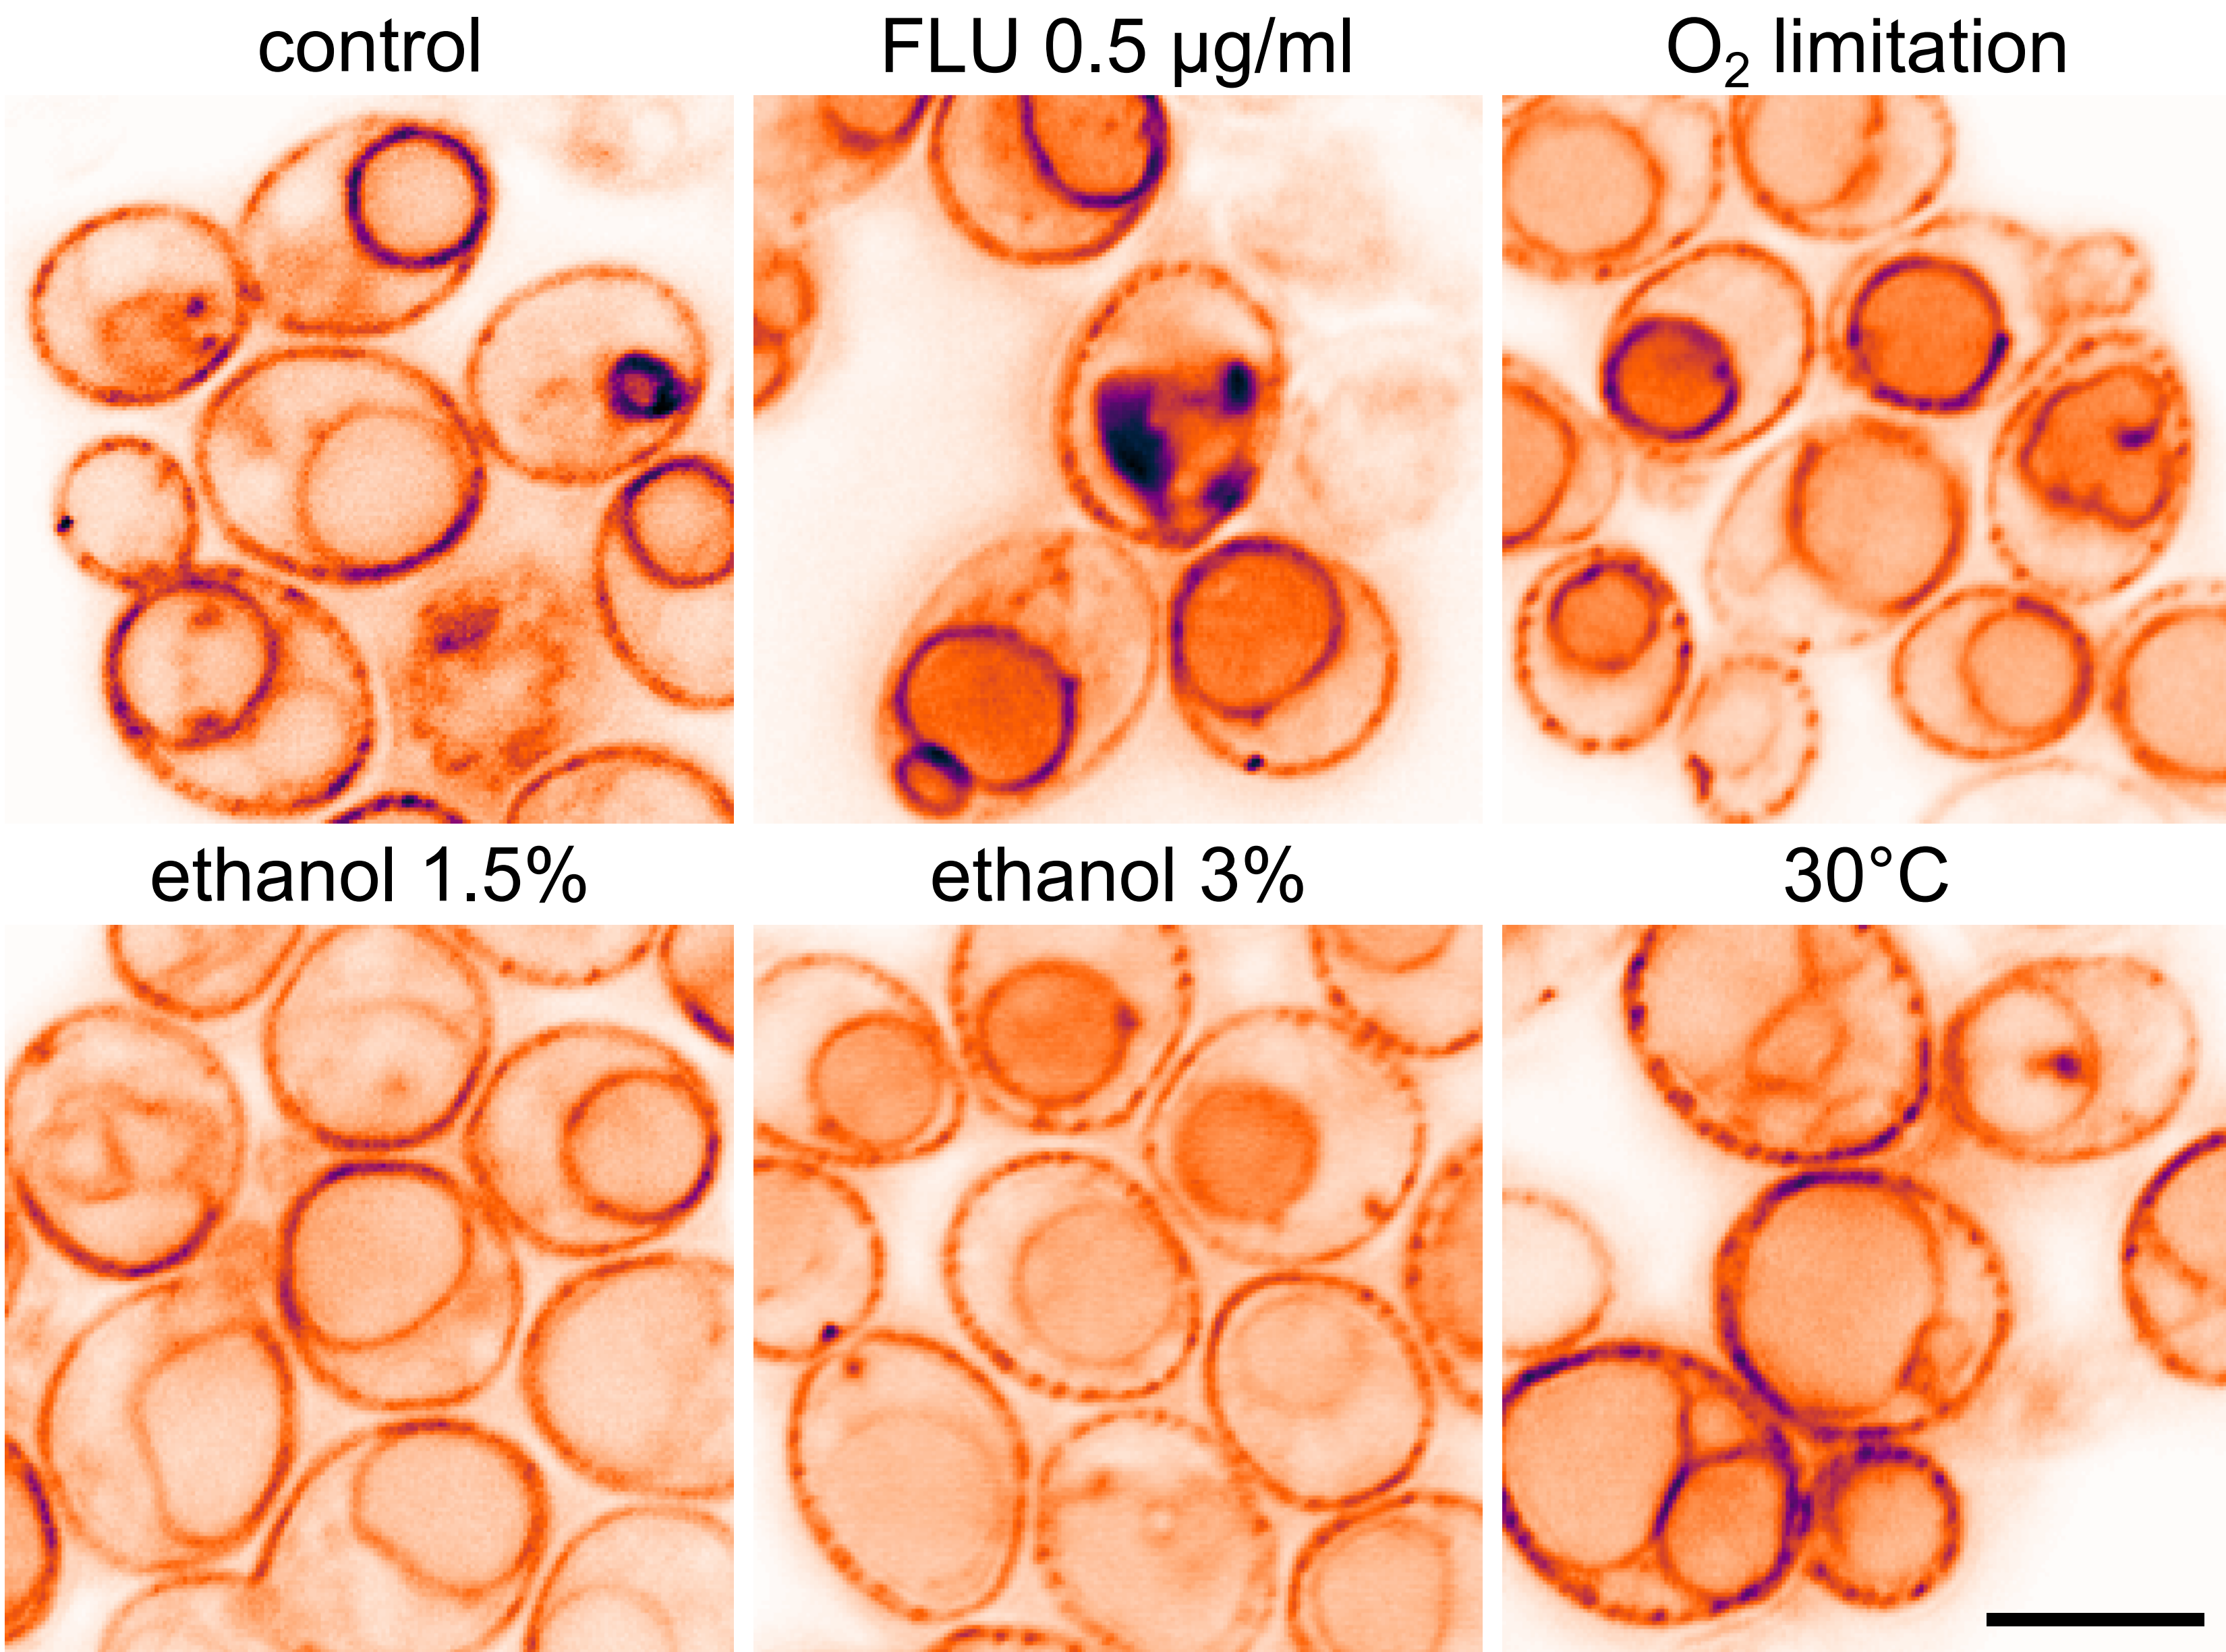 control
FLU 0.5 µg/ml
O₂ limitation
ethanol 1.5%
ethanol 3%
30°C